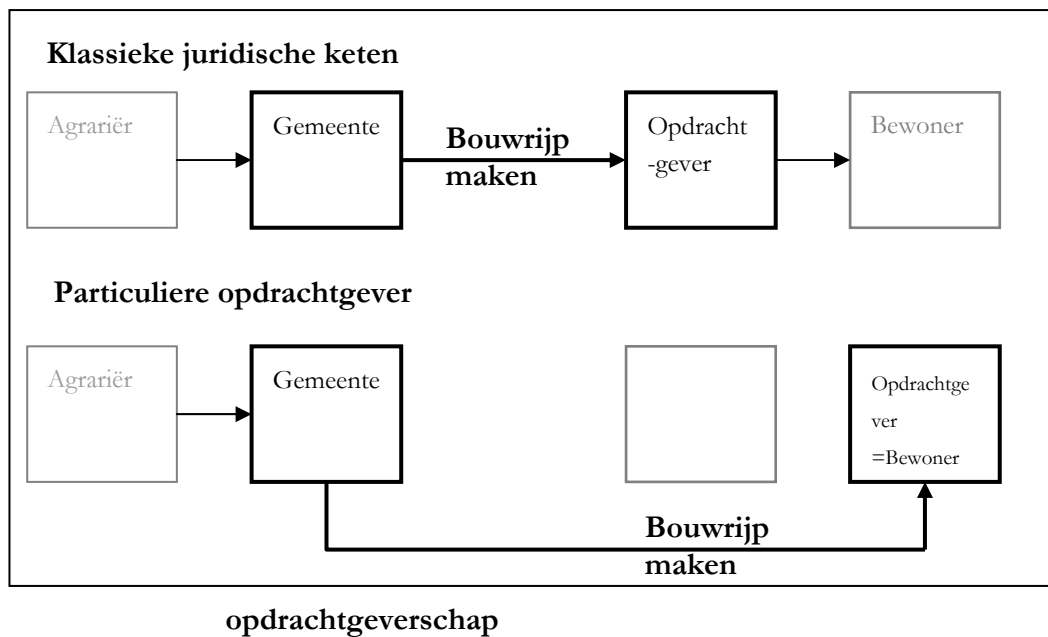 Klassieke juridische keten
Agrariër
Gemeente
Bouwrijp
maken
Opdracht
-gever
Bewoner
Particuliere opdrachtgever
Agrariër
Gemeente
Opdrachtge
ver
=Bewoner
Bouwrijp
maken
opdrachtgeverschap